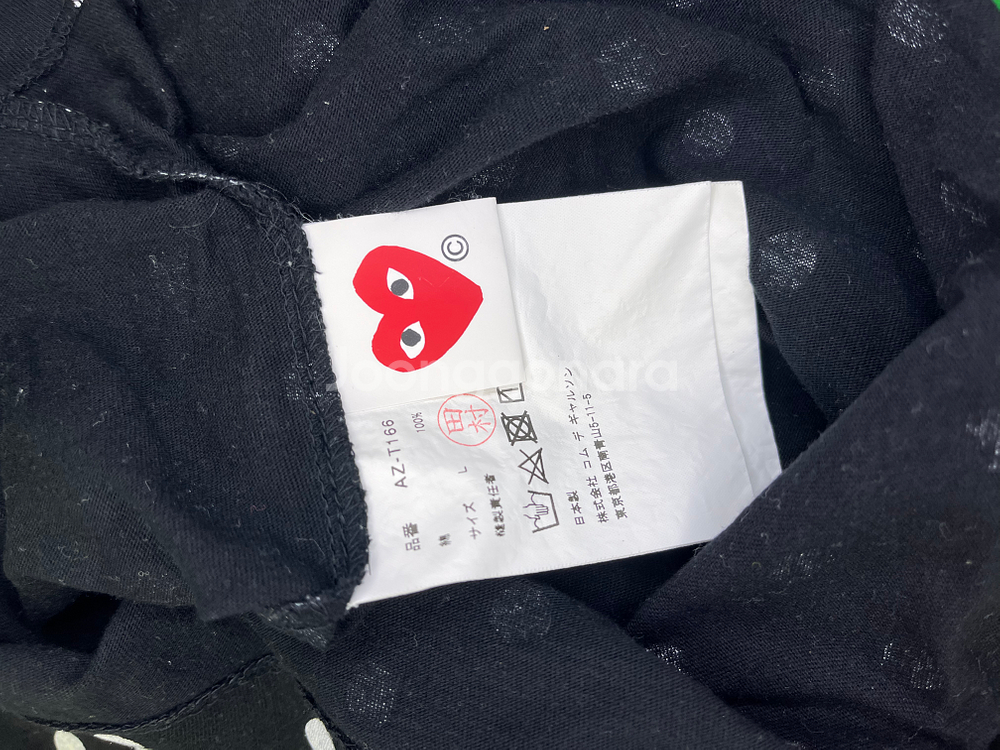 ©
Joonggonara
品番 AZ-T166
綿 100%
サイズ L
縫製責任者 田村
日本製
株式会社 コム デ ギャルソン
東京都港区南青山5-11-5